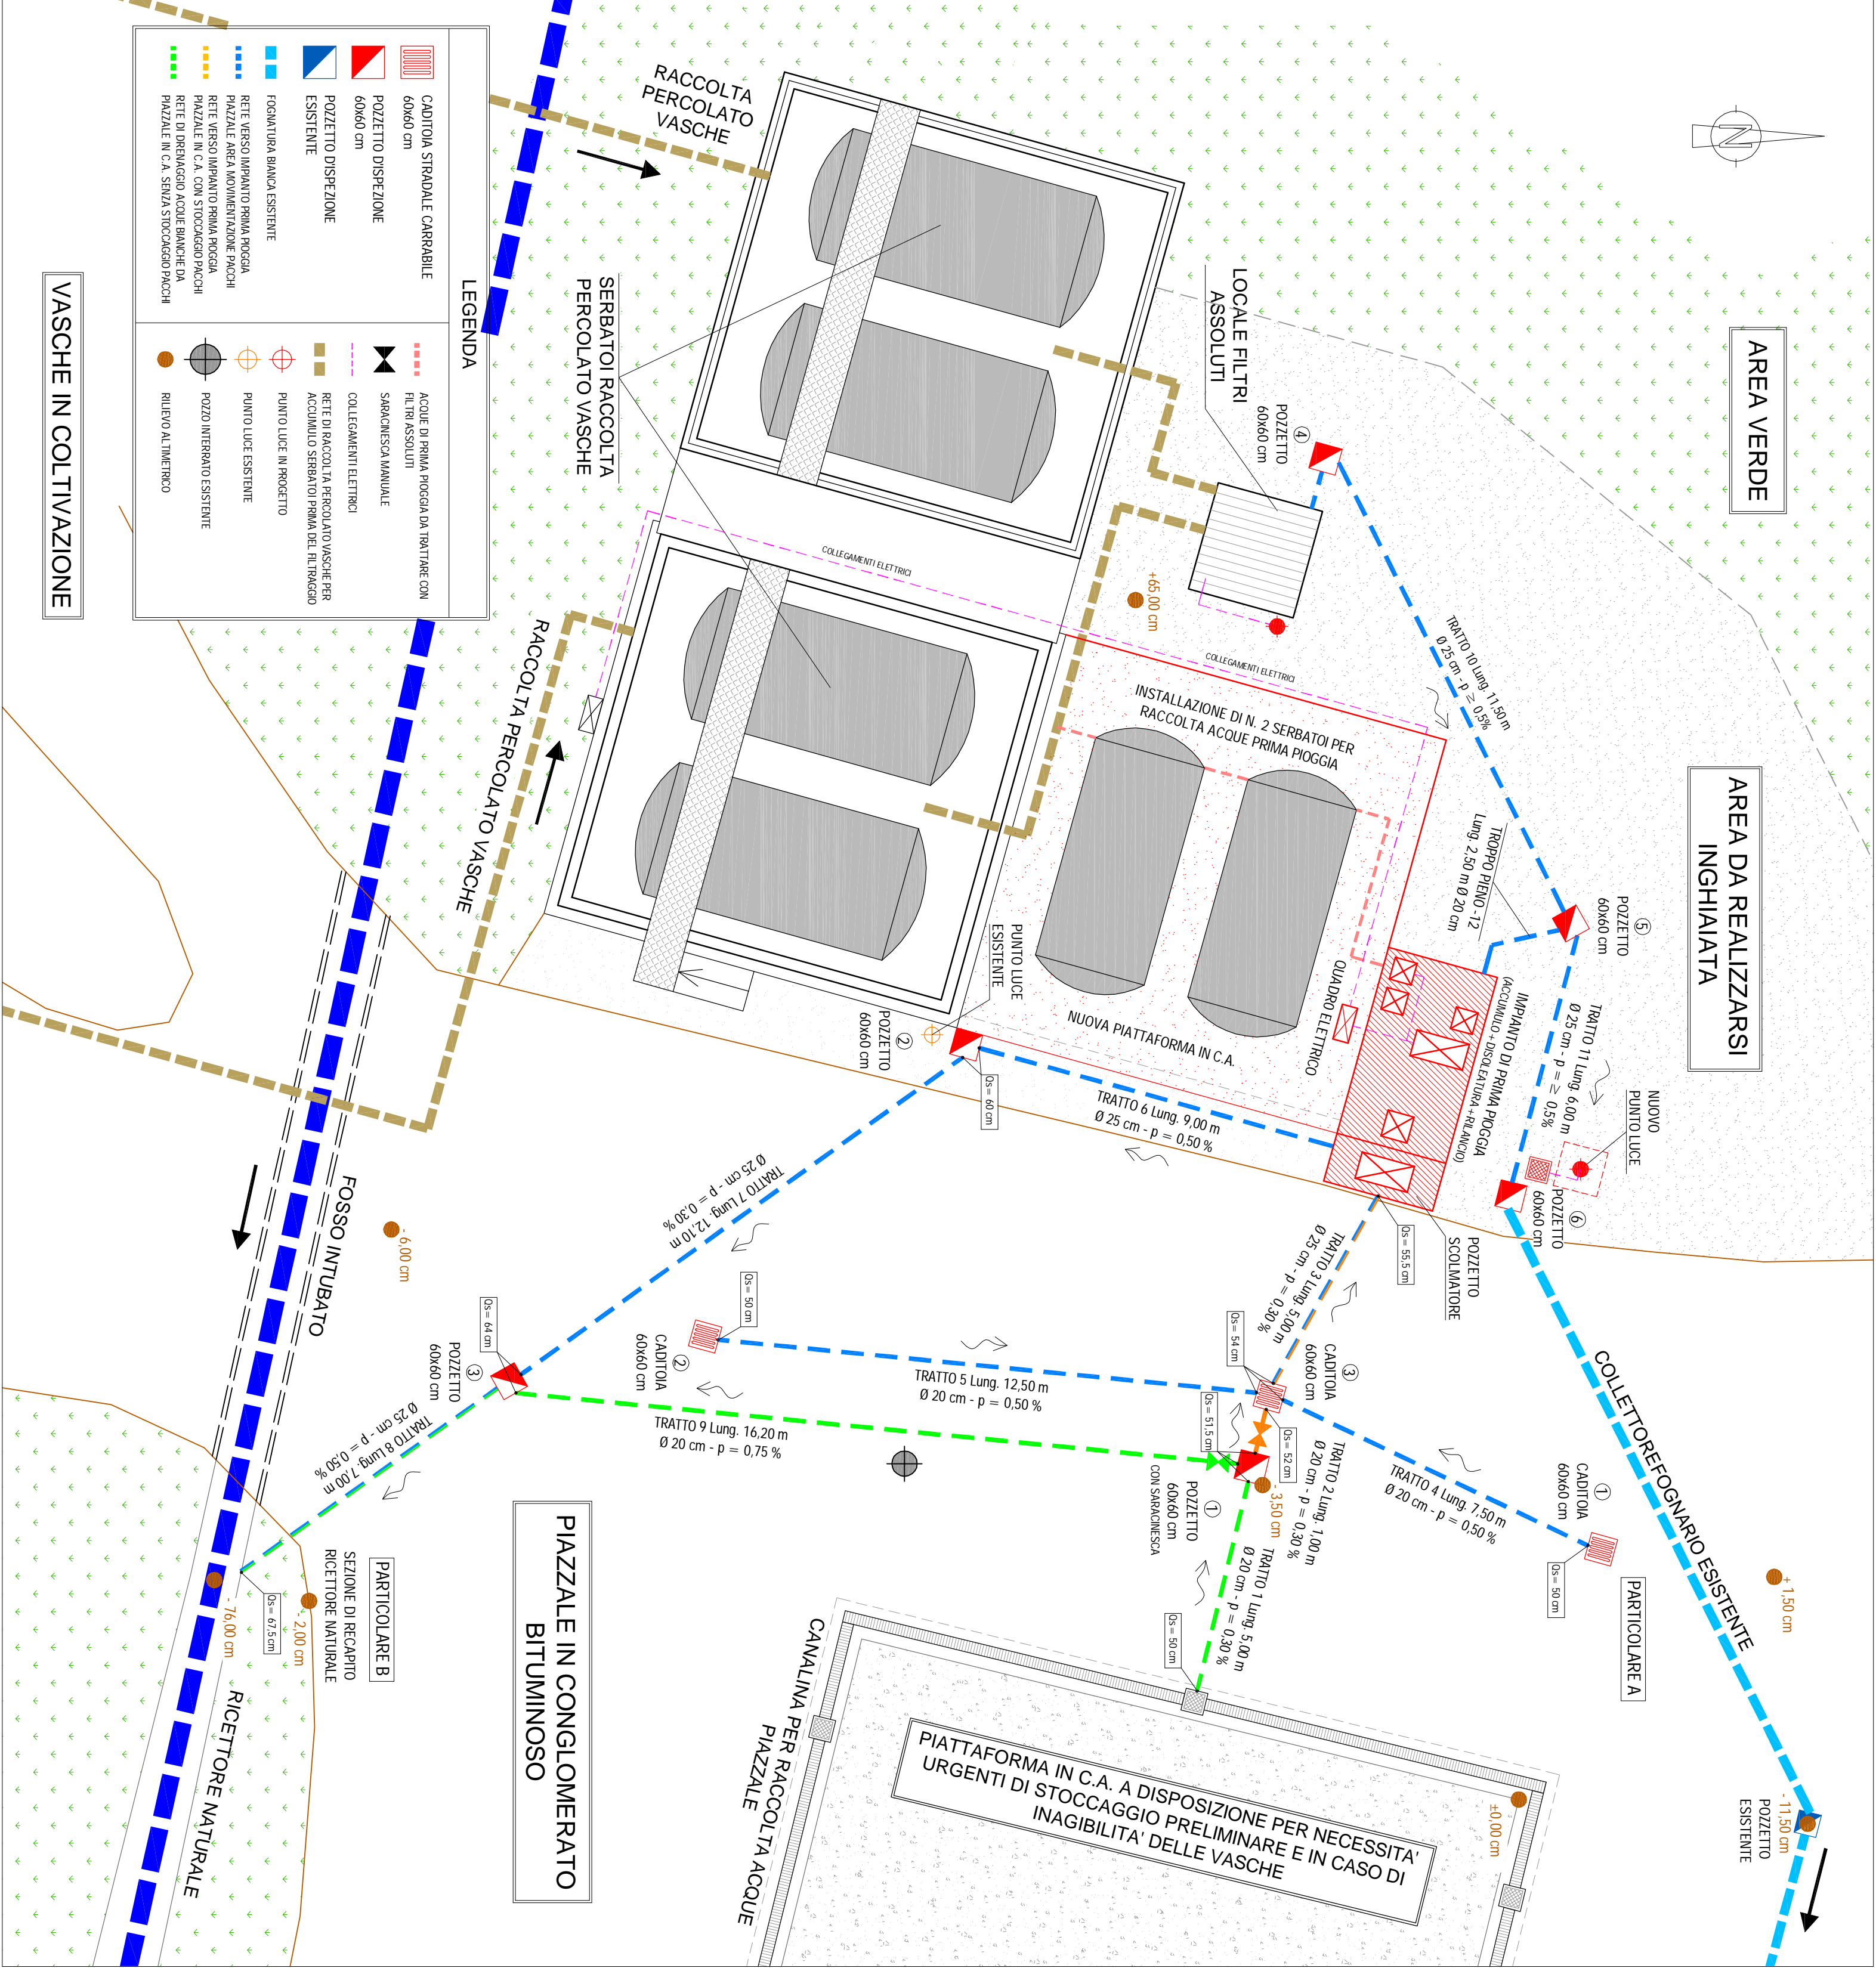 AREA VERDE
AREA DA REALIZZARSI
INGHIAIATA
N
LOCALE FILTRI
ASSOLUTI
RACCOLTA
PERCOLATO
VASCHE
SERBATOI RACCOLTA
PERCOLATO VASCHE
RACCOLTA PERCOLATO VASCHE
COLLEGAMENTI ELETTRICI
COLLEGAMENTI ELETTRICI
4
POZZETTO
60x60 cm
+65,00 cm
TRATTO 10 Lung. 11,50 m
Ø 25 cm - p ≥ 0,5%
TROPPO PIENO -12
Lung. 2,50 m Ø 20 cm
5
POZZETTO
60x60 cm
TRATTO 11 Lung. 6,00 m
Ø 25 cm - p = ≥ 0,5%
NUOVO
PUNTO LUCE
6
POZZETTO
60x60 cm
INSTALLAZIONE DI N. 2 SERBATOI PER
RACCOLTA ACQUE PRIMA PIOGGIA
NUOVA PIATTAFORMA IN C.A.
QUADRO ELETTRICO
IMPIANTO DI PRIMA PIOGGIA
(ACCUMULO + DISOLEATURA + RILANCIO)
POZZETTO
SCOLMATORE
Qs= 55,5 cm
PUNTO LUCE
ESISTENTE
2
POZZETTO
60x60 cm
Qs= 60 cm
TRATTO 6 Lung. 9,00 m
Ø 25 cm - p = 0,50 %
TRATTO 7 Lung. 12,10 m
Ø 25 cm - p = 0,30 %
TRATTO 3 Lung. 5,00 m
Ø 25 cm - p = 0,30 %
Qs= 54 cm
3
CADITOIA
60x60 cm
Qs= 50 cm
2
CADITOIA
60x60 cm
TRATTO 5 Lung. 12,50 m
Ø 20 cm - p = 0,50 %
Qs= 51,5 cm
Qs= 52 cm
TRATTO 2 Lung. 1,00 m
Ø 20 cm - p = 0,30 %
TRATTO 4 Lung. 7,50 m
Ø 20 cm - p = 0,50 %
1
CADITOIA
60x60 cm
Qs= 50 cm
PARTICOLARE A
COLLETTOREFOGNARIO ESISTENTE
+ 1,50 cm
- 11,50 cm
POZZETTO
ESISTENTE
- 3,50 cm
1
POZZETTO
60x60 cm
CON SARACINESCA
TRATTO 1 Lung. 5,00 m
Ø 20 cm - p = 0,30 %
Qs= 50 cm
TRATTO 9 Lung. 16,20 m
Ø 20 cm - p = 0,75 %
Qs= 64 cm
3
POZZETTO
60x60 cm
TRATTO 8 Lung. 7,00 m
Ø 25 cm - p = 0,50 %
- 6,00 cm
FOSSO INTUBATO
PARTICOLARE B
SEZIONE DI RECAPITO
RICETTORE NATURALE
- 2,00 cm
Qs= 67,5 cm
- 76,00 cm
RICETTORE NATURALE
PIAZZALE IN CONGLOMERATO
BITUMINOSO
CANALINA PER RACCOLTA ACQUE
PIAZZALE
PIATTAFORMA IN C.A. A DISPOSIZIONE PER NECESSITA'
URGENTI DI STOCCAGGIO PRELIMINARE E IN CASO DI
INAGIBILITA' DELLE VASCHE
±0,00 cm
LEGENDA
CADITOIA STRADALE CARRABILE
60x60 cm
POZZETTO D'ISPEZIONE
60x60 cm
POZZETTO D'ISPEZIONE
ESISTENTE
FOGNATURA BIANCA ESISTENTE
RETE VERSO IMPIANTO PRIMA PIOGGIA
PIAZZALE AREA MOVIMENTAZIONE PACCHI
RETE VERSO IMPIANTO PRIMA PIOGGIA
PIAZZALE IN C.A. CON STOCCAGGIO PACCHI
RETE DI DRENAGGIO ACQUE BIANCHE DA
PIAZZALE IN C.A. SENZA STOCCAGGIO PACCHI
ACQUE DI PRIMA PIOGGIA DA TRATTARE CON
FILTRI ASSOLUTI
SARACINESCA MANUALE
COLLEGAMENTI ELETTRICI
RETE DI RACCOLTA PERCOLATO VASCHE PER
ACCUMULO SERBATOI PRIMA DEL FILTRAGGIO
PUNTO LUCE IN PROGETTO
PUNTO LUCE ESISTENTE
POZZO INTERRATO ESISTENTE
RILIEVO ALTIMETRICO
VASCHE IN COLTIVAZIONE